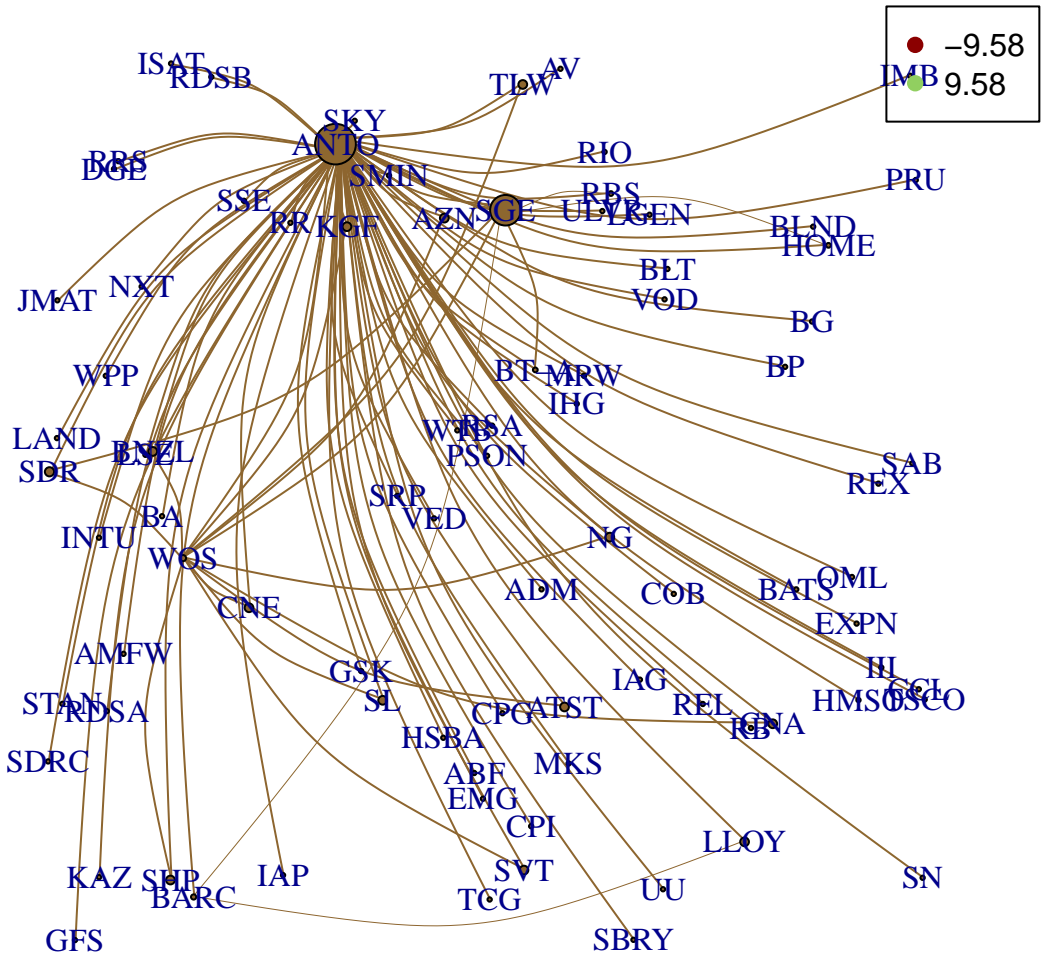 −9.58
9.58
ISAT
RDSB
TLW
AV
IMB
SKY
ANTO
RIO
RRS
DGE
SMIN
PRU
RBS
SSE
RR
KGF
AZN
SGE
ULVR
LGEN
BLND
HOME
BLT
NXT
JMAT
VOD
BG
WPP
BT−A
MRW
BP
IHG
LAND
WTB
RSA
BNZL
LSE
PSON
SDR
SAB
REX
SRP
VED
BA
INTU
NG
WOS
OML
ADM
COB
BATS
CNE
EXPN
AMFW
GSK
IAG
III
CCL
STAN
RDSA
SL
CPG
ATST
REL
HMSO
TSCO
RB
CNA
HSBA
SDRC
ABF
MKS
EMG
CPI
LLOY
KAZ
SHP
IAP
SVT
SN
BARC
TCG
UU
GFS
SBRY